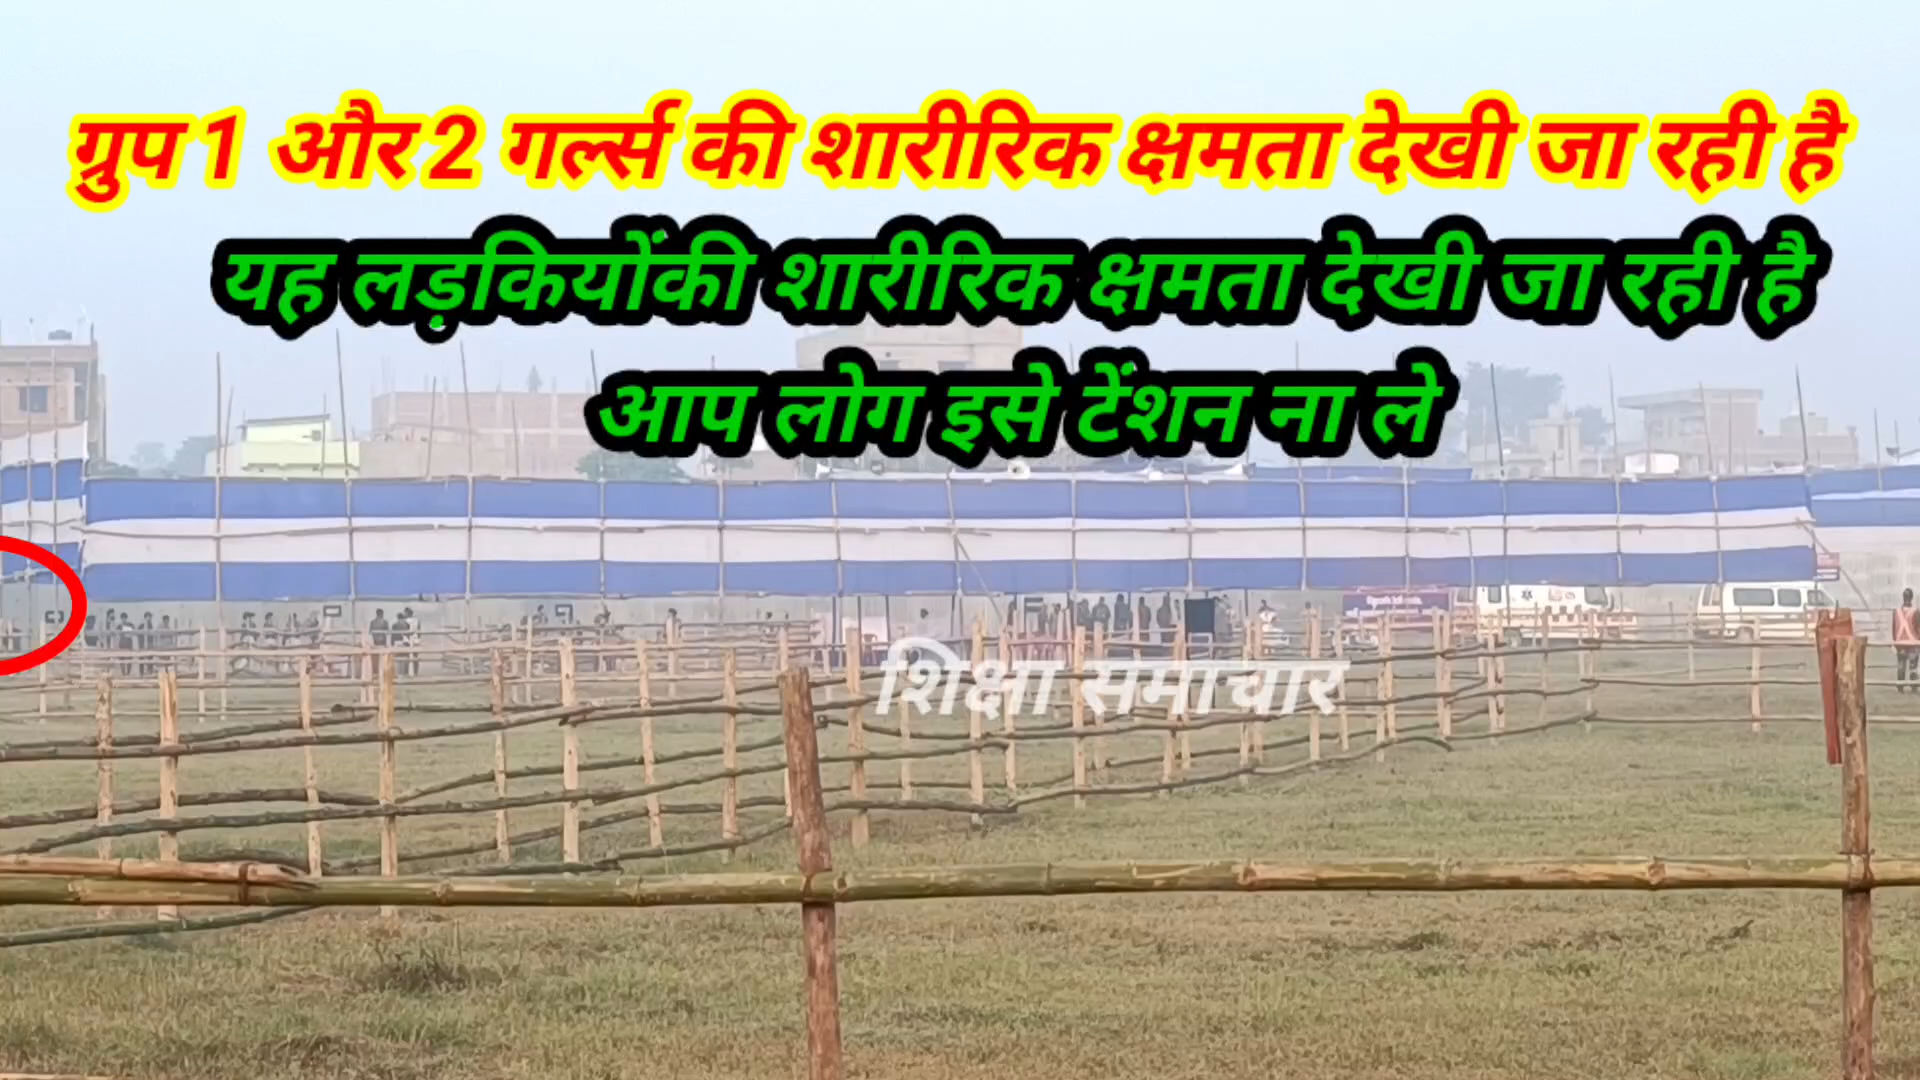 ग्रुप 1 और 2 गर्ल्स की शारीरिक क्षमता देखी जा रही है
यह लड़कियोंकी शारीरिक क्षमता देखी जा रही है
आप लोग इसे टेंशन ना ले
शिक्षा समाचार